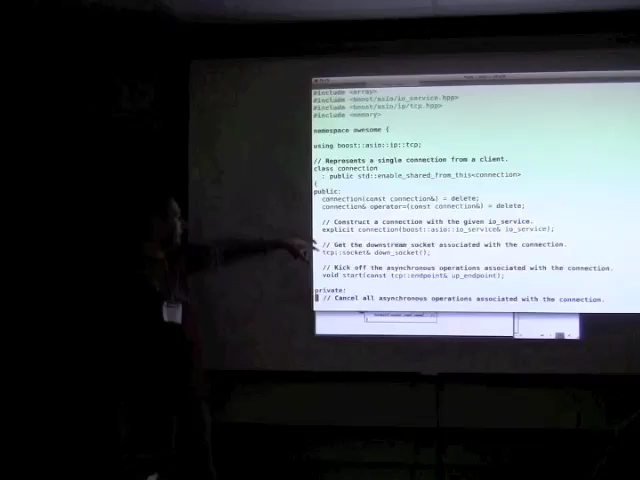 #include <array>
#include <boost/asio/io_service.hpp>
#include <boost/asio/ip/tcp.hpp>
#include <memory>
namespace awesome {
using boost::asio::ip::tcp;
// Represents a single connection from a client.
class connection
: public std::enable_shared_from_this<connection>
{
public:
connection(const connection&) = delete;
connection& operator=(const connection&) = delete;
// Construct a connection with the given io_service.
explicit connection(boost::asio::io_service& io_service);
// Get the downstream socket associated with the connection.
tcp::socket& down_socket();
// Kick off the asynchronous operations associated with the connection.
void start(const tcp::endpoint& up_endpoint);
private:
// Cancel all asynchronous operations associated with the connection.